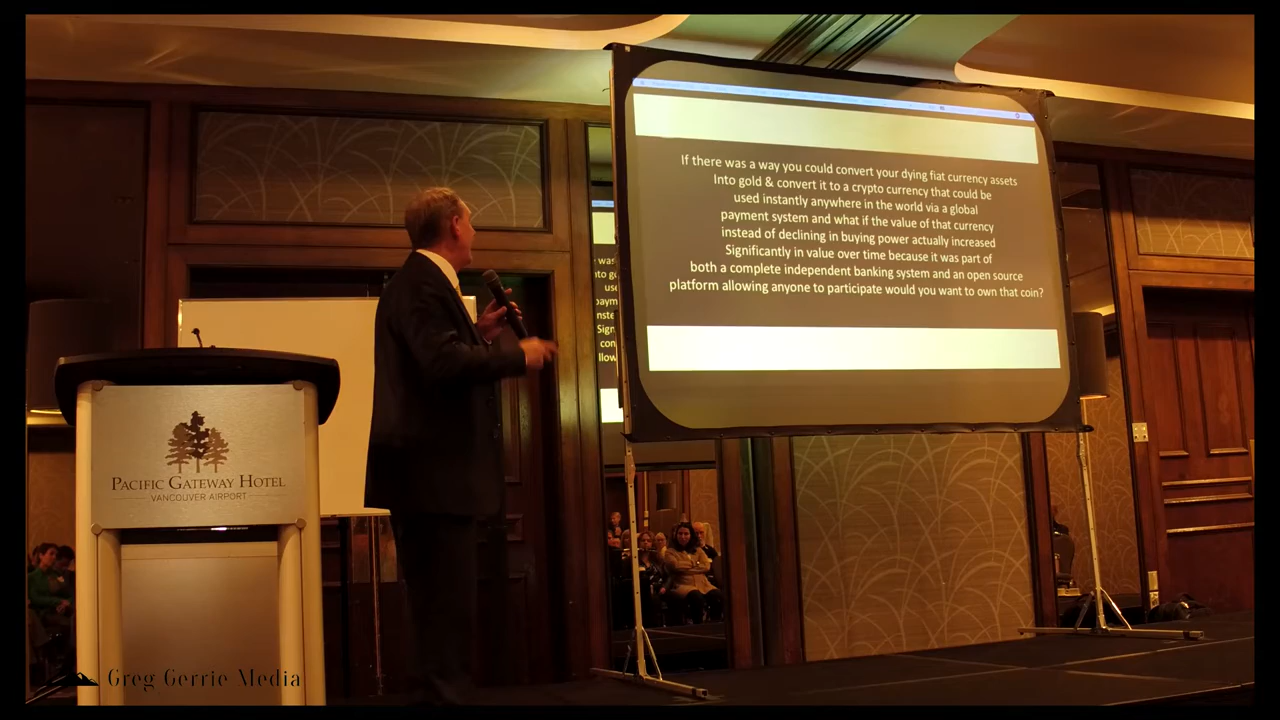 If there was a way you could convert your dying fiat currency assets
Into gold & convert it to a crypto currency that could be
used instantly anywhere in the world via a global
payment system and what if the value of that currency
instead of declining in buying power actually increased
Significantly in value over time because it was part of
both a complete independent banking system and an open source
platform allowing anyone to participate would you want to own that coin?
PACIFIC GATEWAY HOTEL
VANCOUVER AIRPORT
Greg Gerrie Media